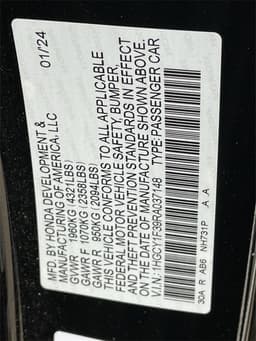 MFD. BY HONDA DEVELOPMENT &
MANUFACTURING OF AMERICA, LLC 01/24
GVWR 1960KG (4321LBS)
GAWR F 1070KG (2358LBS)
GAWR R 950KG (2094LBS)
THIS VEHICLE CONFORMS TO ALL APPLICABLE
FEDERAL MOTOR VEHICLE SAFETY, BUMPER,
AND THEFT PREVENTION STANDARDS IN EFFECT
ON THE DATE OF MANUFACTURE SHOWN ABOVE.
V.I.N.: 1HGCY1F39RA037148 TYPE:PASSENGER CAR
30A R AB6 NH731P A A